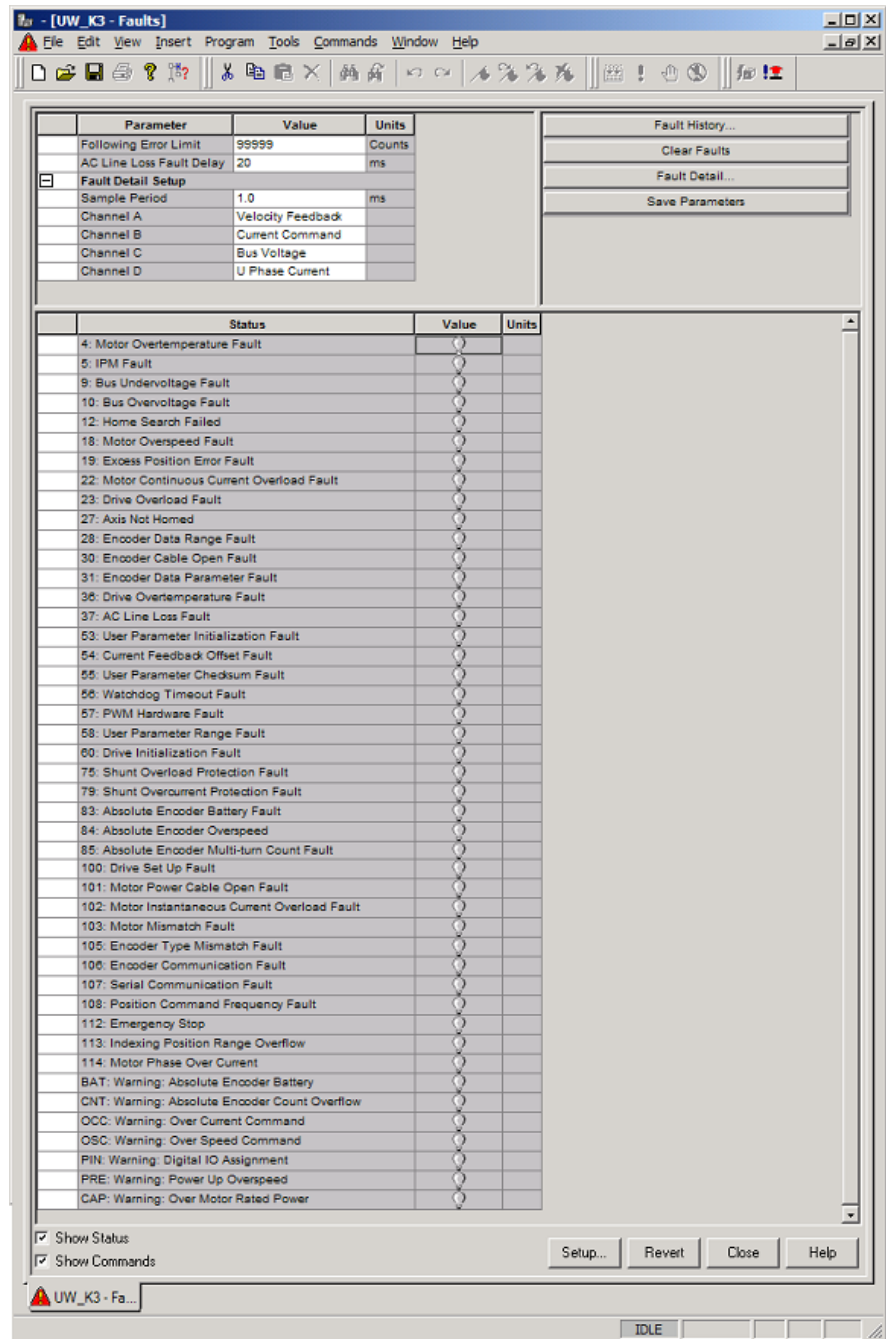 - [UW_K3 - Faults]
File Edit View Insert Program Tools Commands Window Help
Parameter Value Units
Following Error Limit 99999 Counts
AC Line Loss Fault Delay 20 ms
Fault Detail Setup
Sample Period 1.0 ms
Channel A Velocity Feedback
Channel B Current Command
Channel C Bus Voltage
Channel D U Phase Current
Fault History...
Clear Faults
Fault Detail...
Save Parameters
Status Value Units
4: Motor Overtemperature Fault
5: IPM Fault
9: Bus Undervoltage Fault
10: Bus Overvoltage Fault
12: Home Search Failed
18: Motor Overspeed Fault
19: Excess Position Error Fault
22: Motor Continuous Current Overload Fault
23: Drive Overload Fault
27: Axis Not Homed
28: Encoder Data Range Fault
30: Encoder Cable Open Fault
31: Encoder Data Parameter Fault
36: Drive Overtemperature Fault
37: AC Line Loss Fault
53: User Parameter Initialization Fault
54: Current Feedback Offset Fault
55: User Parameter Checksum Fault
56: Watchdog Timeout Fault
57: PWM Hardware Fault
58: User Parameter Range Fault
60: Drive Initialization Fault
75: Shunt Overload Protection Fault
79: Shunt Overcurrent Protection Fault
83: Absolute Encoder Battery Fault
84: Absolute Encoder Overspeed
85: Absolute Encoder Multi-turn Count Fault
100: Drive Set Up Fault
101: Motor Power Cable Open Fault
102: Motor Instantaneous Current Overload Fault
103: Motor Mismatch Fault
105: Encoder Type Mismatch Fault
106: Encoder Communication Fault
107: Serial Communication Fault
108: Position Command Frequency Fault
112: Emergency Stop
113: Indexing Position Range Overflow
114: Motor Phase Over Current
BAT: Warning: Absolute Encoder Battery
CNT: Warning: Absolute Encoder Count Overflow
OCC: Warning: Over Current Command
OSC: Warning: Over Speed Command
PIN: Warning: Digital IO Assignment
PRE: Warning: Power Up Overspeed
CAP: Warning: Over Motor Rated Power
Show Status
Show Commands
Setup... Revert Close Help
UW_K3 - Fa...
IDLE